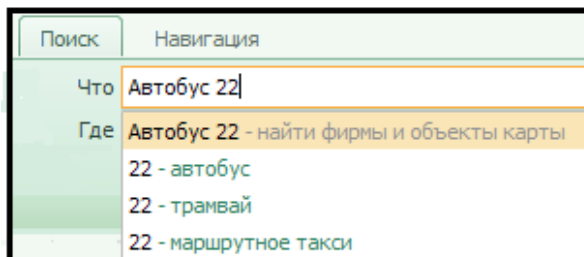 Поиск Навигация
Что Автобус 22
Где Автобус 22 - найти фирмы и объекты карты
22 - автобус
22 - трамвай
22 - маршрутное такси